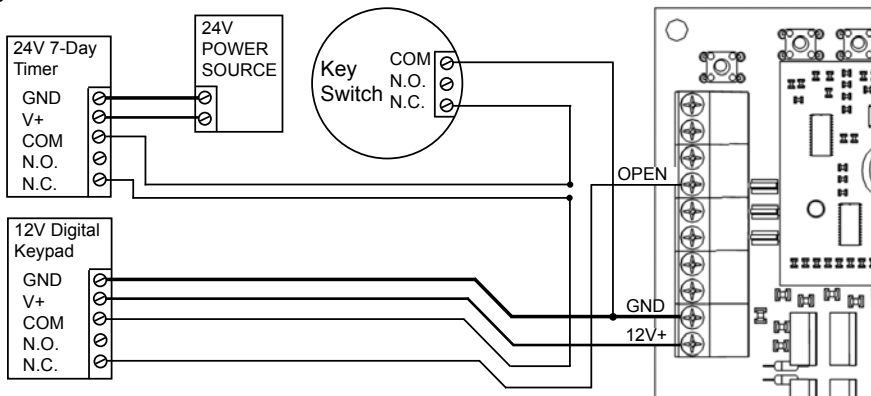 24V 7-Day
Timer
GND
V+
COM
N.O.
N.C.
24V
POWER
SOURCE
Key
Switch
COM
N.O.
N.C.
OPEN
GND
12V+
12V Digital
Keypad
GND
V+
COM
N.O.
N.C.